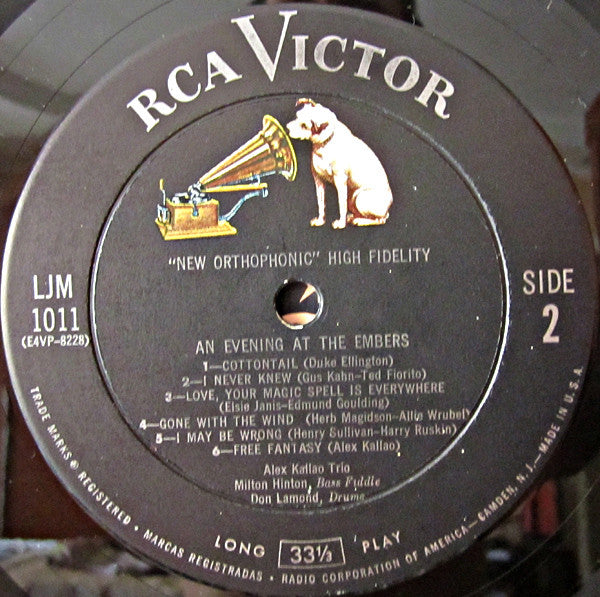 RCA VICTOR
"NEW ORTHOPHONIC" HIGH FIDELITY
LJM
1011
(E4VP-8228)
SIDE
2
AN EVENING AT THE EMBERS
1—COTTONTAIL (Duke Ellington)
2—I NEVER KNEW (Gus Kahn-Ted Fiorito)
3—LOVE, YOUR MAGIC SPELL IS EVERYWHERE
(Elsie Janis-Edmund Goulding)
4—GONE WITH THE WIND (Herb Magidson-Allie Wrubel)
5—I MAY BE WRONG (Henry Sullivan-Harry Ruskin)
6—FREE FANTASY (Alex Kallao)
Alex Kallao Trio
Milton Hinton, Bass Fiddle
Don Lamond, Drums
LONG 33⅓ PLAY
TRADE MARKS ® REGISTERED • MARCAS REGISTRADAS • RADIO CORPORATION OF AMERICA—CAMDEN, N.J.—MADE IN U.S.A.